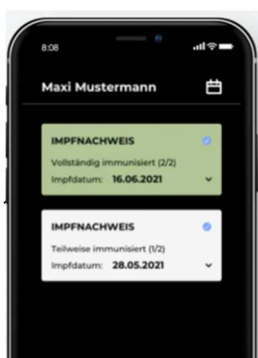 8:08
Maxi Mustermann
IMPFNACHWEIS
Vollständig immunisiert (2/2)
Impfdatum: 16.06.2021
IMPFNACHWEIS
Teilweise immunisiert (1/2)
Impfdatum: 28.05.2021